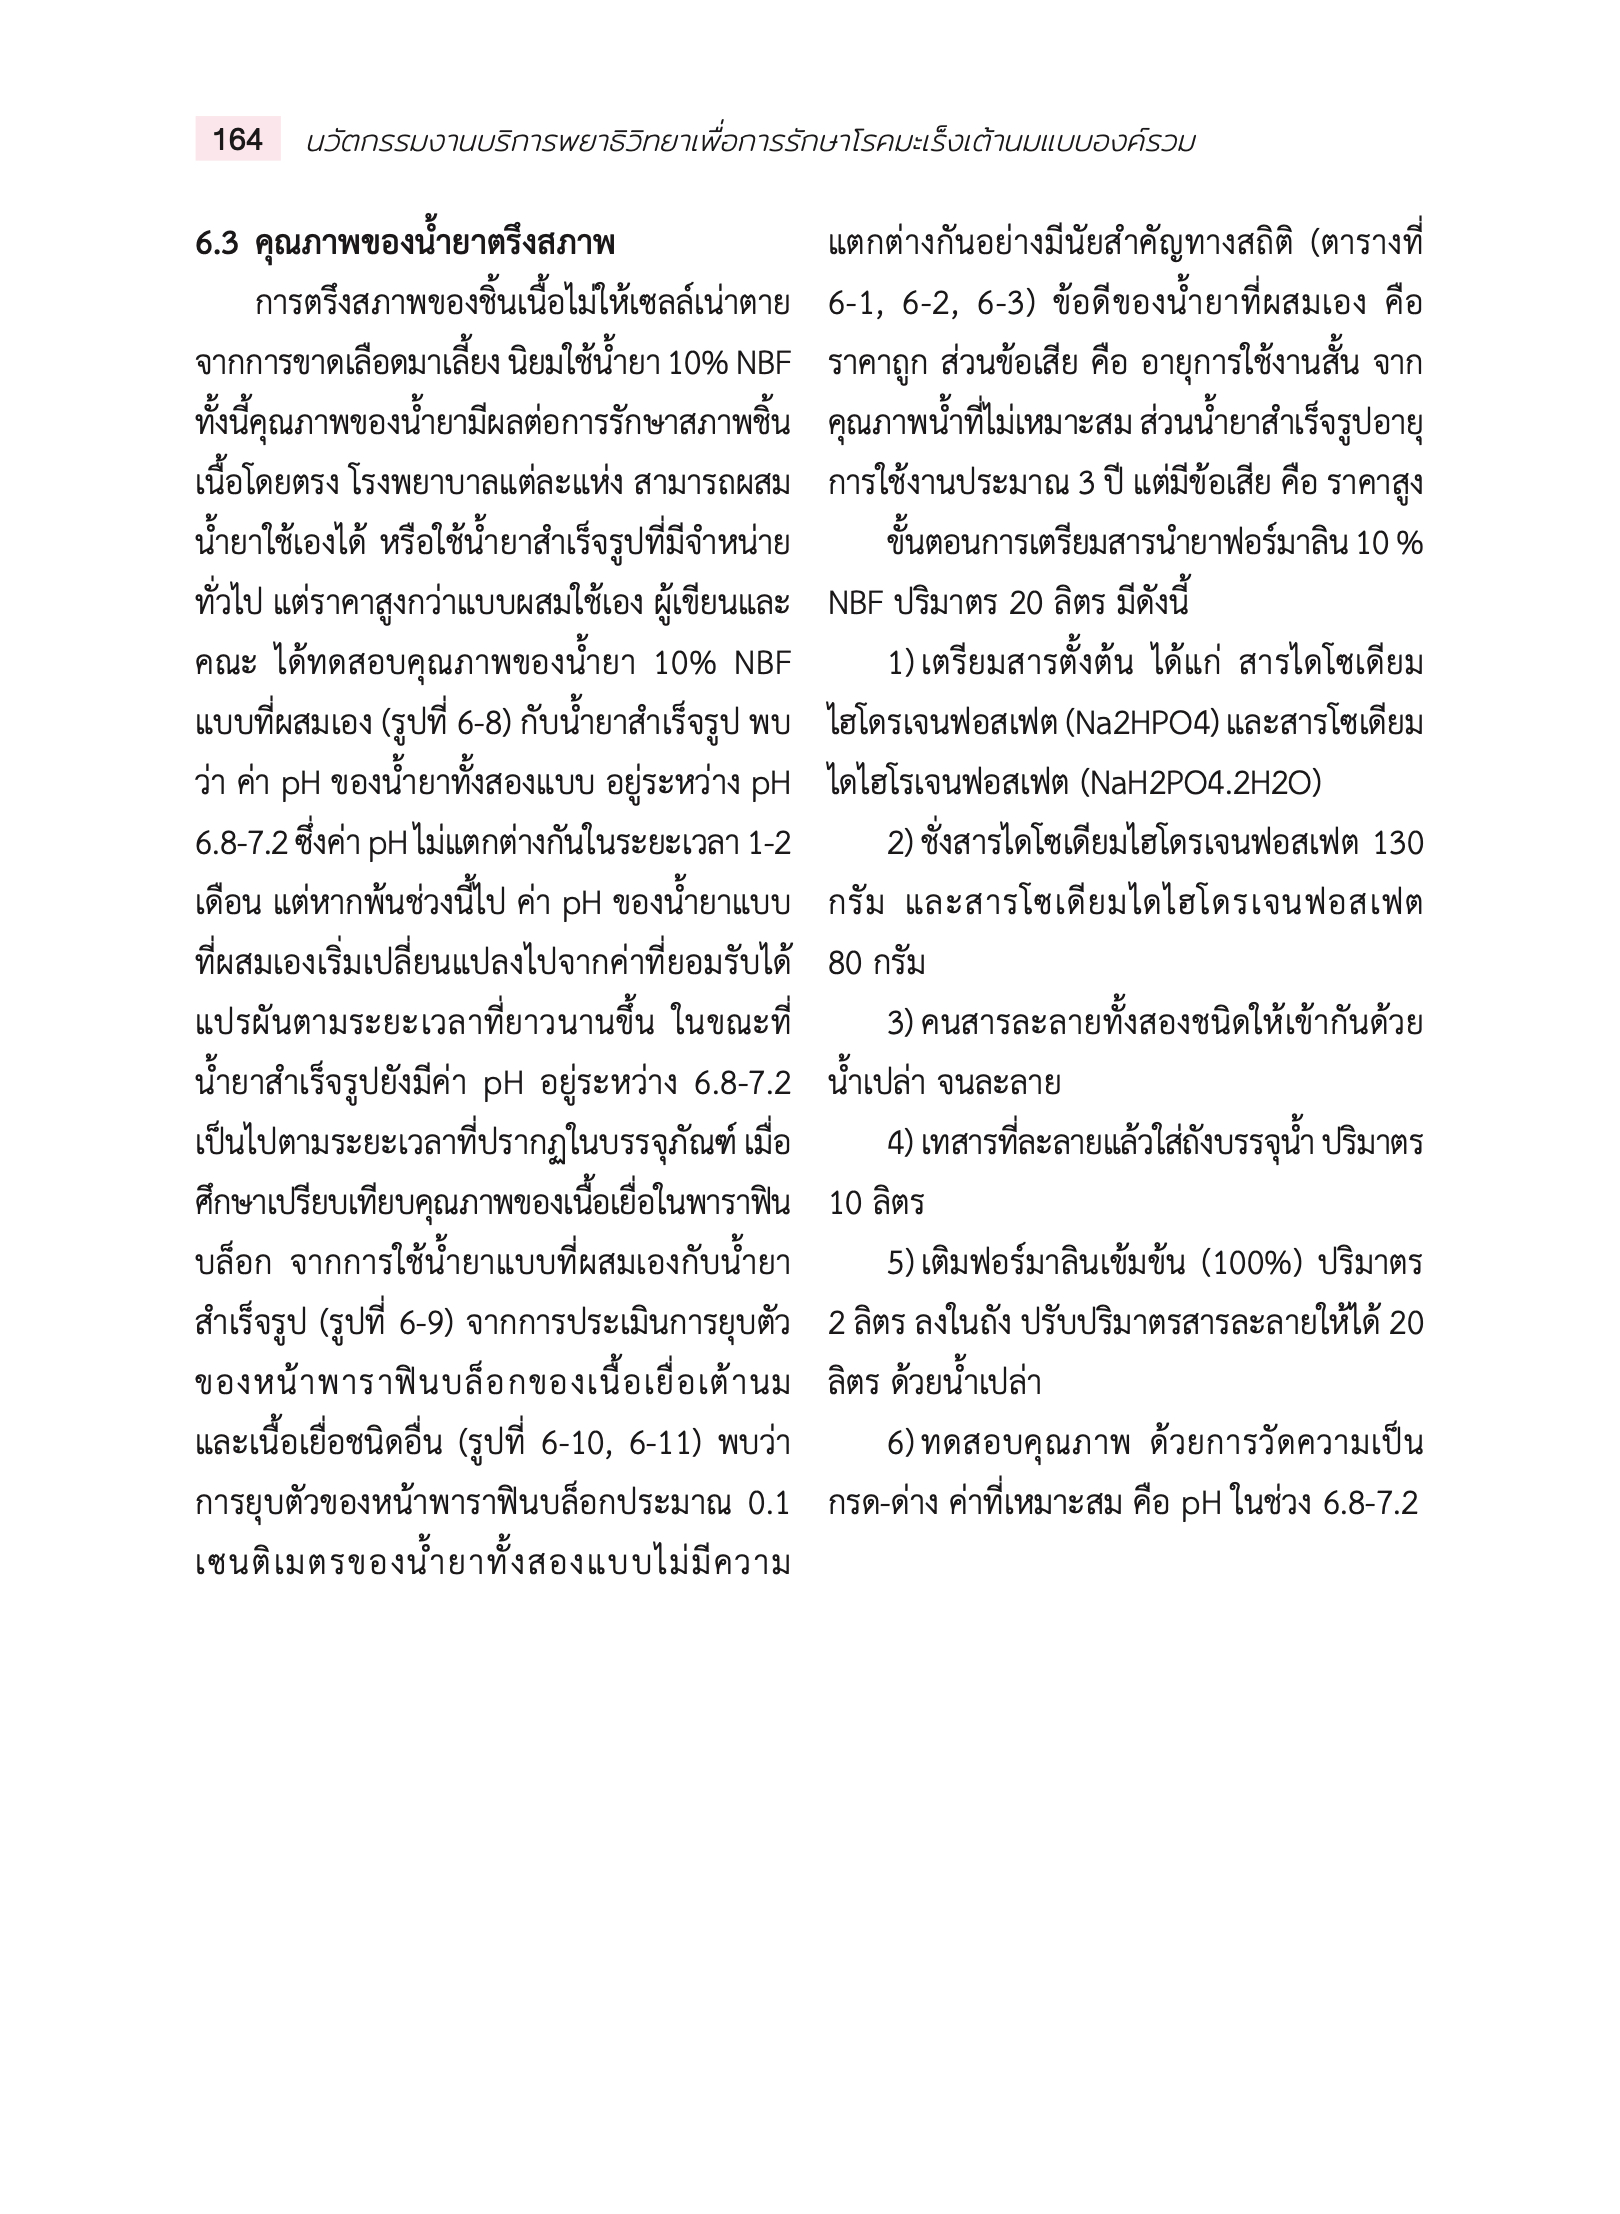 164 นวัตกรรมงานบริการพยาธิวิทยาเพื่อการรักษาโรคมะเร็งเต้านมแบบองค์รวม
6.3 คุณภาพของน้ำยาตรึงสภาพ
การตรึงสภาพของชิ้นเนื้อไม่ให้เซลล์เน่าตาย
จากการขาดเลือดมาเลี้ยง นิยมใช้น้ำยา 10% NBF
ทั้งนี้คุณภาพของน้ำยามีผลต่อการรักษาสภาพชิ้น
เนื้อโดยตรง โรงพยาบาลแต่ละแห่ง สามารถผสม
น้ำยาใช้เองได้ หรือใช้น้ำยาสำเร็จรูปที่มีจำหน่าย
ทั่วไป แต่ราคาสูงกว่าแบบผสมใช้เอง ผู้เขียนและ
คณะ ได้ทดสอบคุณภาพของน้ำยา 10% NBF
แบบที่ผสมเอง (รูปที่ 6-8) กับน้ำยาสำเร็จรูป พบ
ว่า ค่า pH ของน้ำยาทั้งสองแบบ อยู่ระหว่าง pH
6.8-7.2 ซึ่งค่า pH ไม่แตกต่างกันในระยะเวลา 1-2
เดือน แต่หากพ้นช่วงนี้ไป ค่า pH ของน้ำยาแบบ
ที่ผสมเองเริ่มเปลี่ยนแปลงไปจากค่าที่ยอมรับได้
แปรผันตามระยะเวลาที่ยาวนานขึ้น ในขณะที่
น้ำยาสำเร็จรูปยังมีค่า pH อยู่ระหว่าง 6.8-7.2
เป็นไปตามระยะเวลาที่ปรากฏในบรรจุภัณฑ์ เมื่อ
ศึกษาเปรียบเทียบคุณภาพของเนื้อเยื่อในพาราฟิน
บล็อก จากการใช้น้ำยาแบบที่ผสมเองกับน้ำยา
สำเร็จรูป (รูปที่ 6-9) จากการประเมินการยุบตัว
ของหน้าพาราฟินบล็อกของเนื้อเยื่อเต้านม
และเนื้อเยื่อชนิดอื่น (รูปที่ 6-10, 6-11) พบว่า
การยุบตัวของหน้าพาราฟินบล็อกประมาณ 0.1
เซนติเมตรของน้ำยาทั้งสองแบบไม่มีความ
แตกต่างกันอย่างมีนัยสำคัญทางสถิติ (ตารางที่
6-1, 6-2, 6-3) ข้อดีของน้ำยาที่ผสมเอง คือ
ราคาถูก ส่วนข้อเสีย คือ อายุการใช้งานสั้น จาก
คุณภาพน้ำที่ไม่เหมาะสม ส่วนน้ำยาสำเร็จรูปอายุ
การใช้งานประมาณ 3 ปี แต่มีข้อเสีย คือ ราคาสูง
ขั้นตอนการเตรียมสารนำยาฟอร์มาลิน 10 %
NBF ปริมาตร 20 ลิตร มีดังนี้
1) เตรียมสารตั้งต้น ได้แก่ สารไดโซเดียม
ไฮโดรเจนฟอสเฟต (Na2HPO4) และสารโซเดียม
ไดไฮโรเจนฟอสเฟต (NaH2PO4.2H2O)
2) ชั่งสารไดโซเดียมไฮโดรเจนฟอสเฟต 130
กรัม และสารโซเดียมไดไฮโดรเจนฟอสเฟต
80 กรัม
3) คนสารละลายทั้งสองชนิดให้เข้ากันด้วย
น้ำเปล่า จนละลาย
4) เทสารที่ละลายแล้วใส่ถังบรรจุน้ำ ปริมาตร
10 ลิตร
5) เติมฟอร์มาลินเข้มข้น (100%) ปริมาตร
2 ลิตร ลงในถัง ปรับปริมาตรสารละลายให้ได้ 20
ลิตร ด้วยน้ำเปล่า
6) ทดสอบคุณภาพ ด้วยการวัดความเป็น
กรด-ด่าง ค่าที่เหมาะสม คือ pH ในช่วง 6.8-7.2